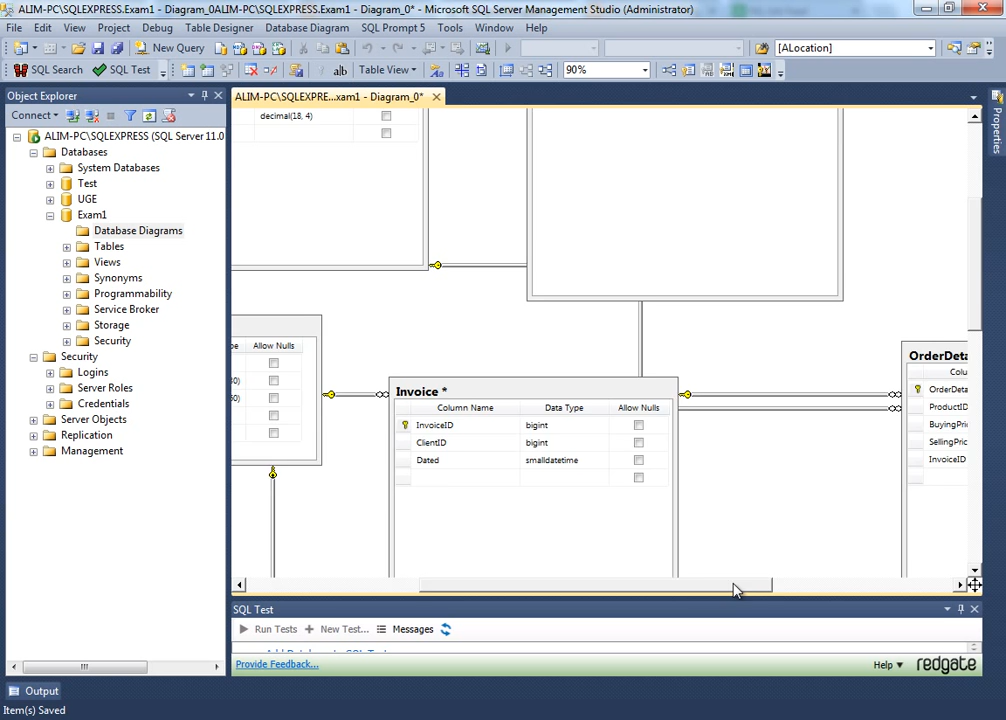 ALIM-PC\SQLEXPRESS.Exam1 - Diagram_0ALIM-PC\SQLEXPRESS.Exam1 - Diagram_0* - Microsoft SQL Server Management Studio (Administrator)
File Edit View Project Debug Table Designer Database Diagram SQL Prompt 5 Tools Window Help
New Query [ALocation]
SQL Search SQL Test Table View 90%
Object Explorer
ALIM-PC\SQLEXPRE...xam1 - Diagram_0*
Properties
Connect
ALIM-PC\SQLEXPRESS (SQL Server 11.0
Databases
System Databases
Test
UGE
Exam1
Database Diagrams
Tables
Views
Synonyms
Programmability
Service Broker
Storage
Security
Security
Logins
Server Roles
Credentials
Server Objects
Replication
Management
decimal(18, 4)
Allow Nulls
Invoice *
Column Name Data Type Allow Nulls
InvoiceID bigint
ClientID bigint
Dated smalldatetime
OrderDeta
Colu
OrderDeta
ProductID
BuyingPric
SellingPric
InvoiceID
SQL Test
Run Tests New Test... Messages
Provide Feedback...
Help redgate
Output
Item(s) Saved